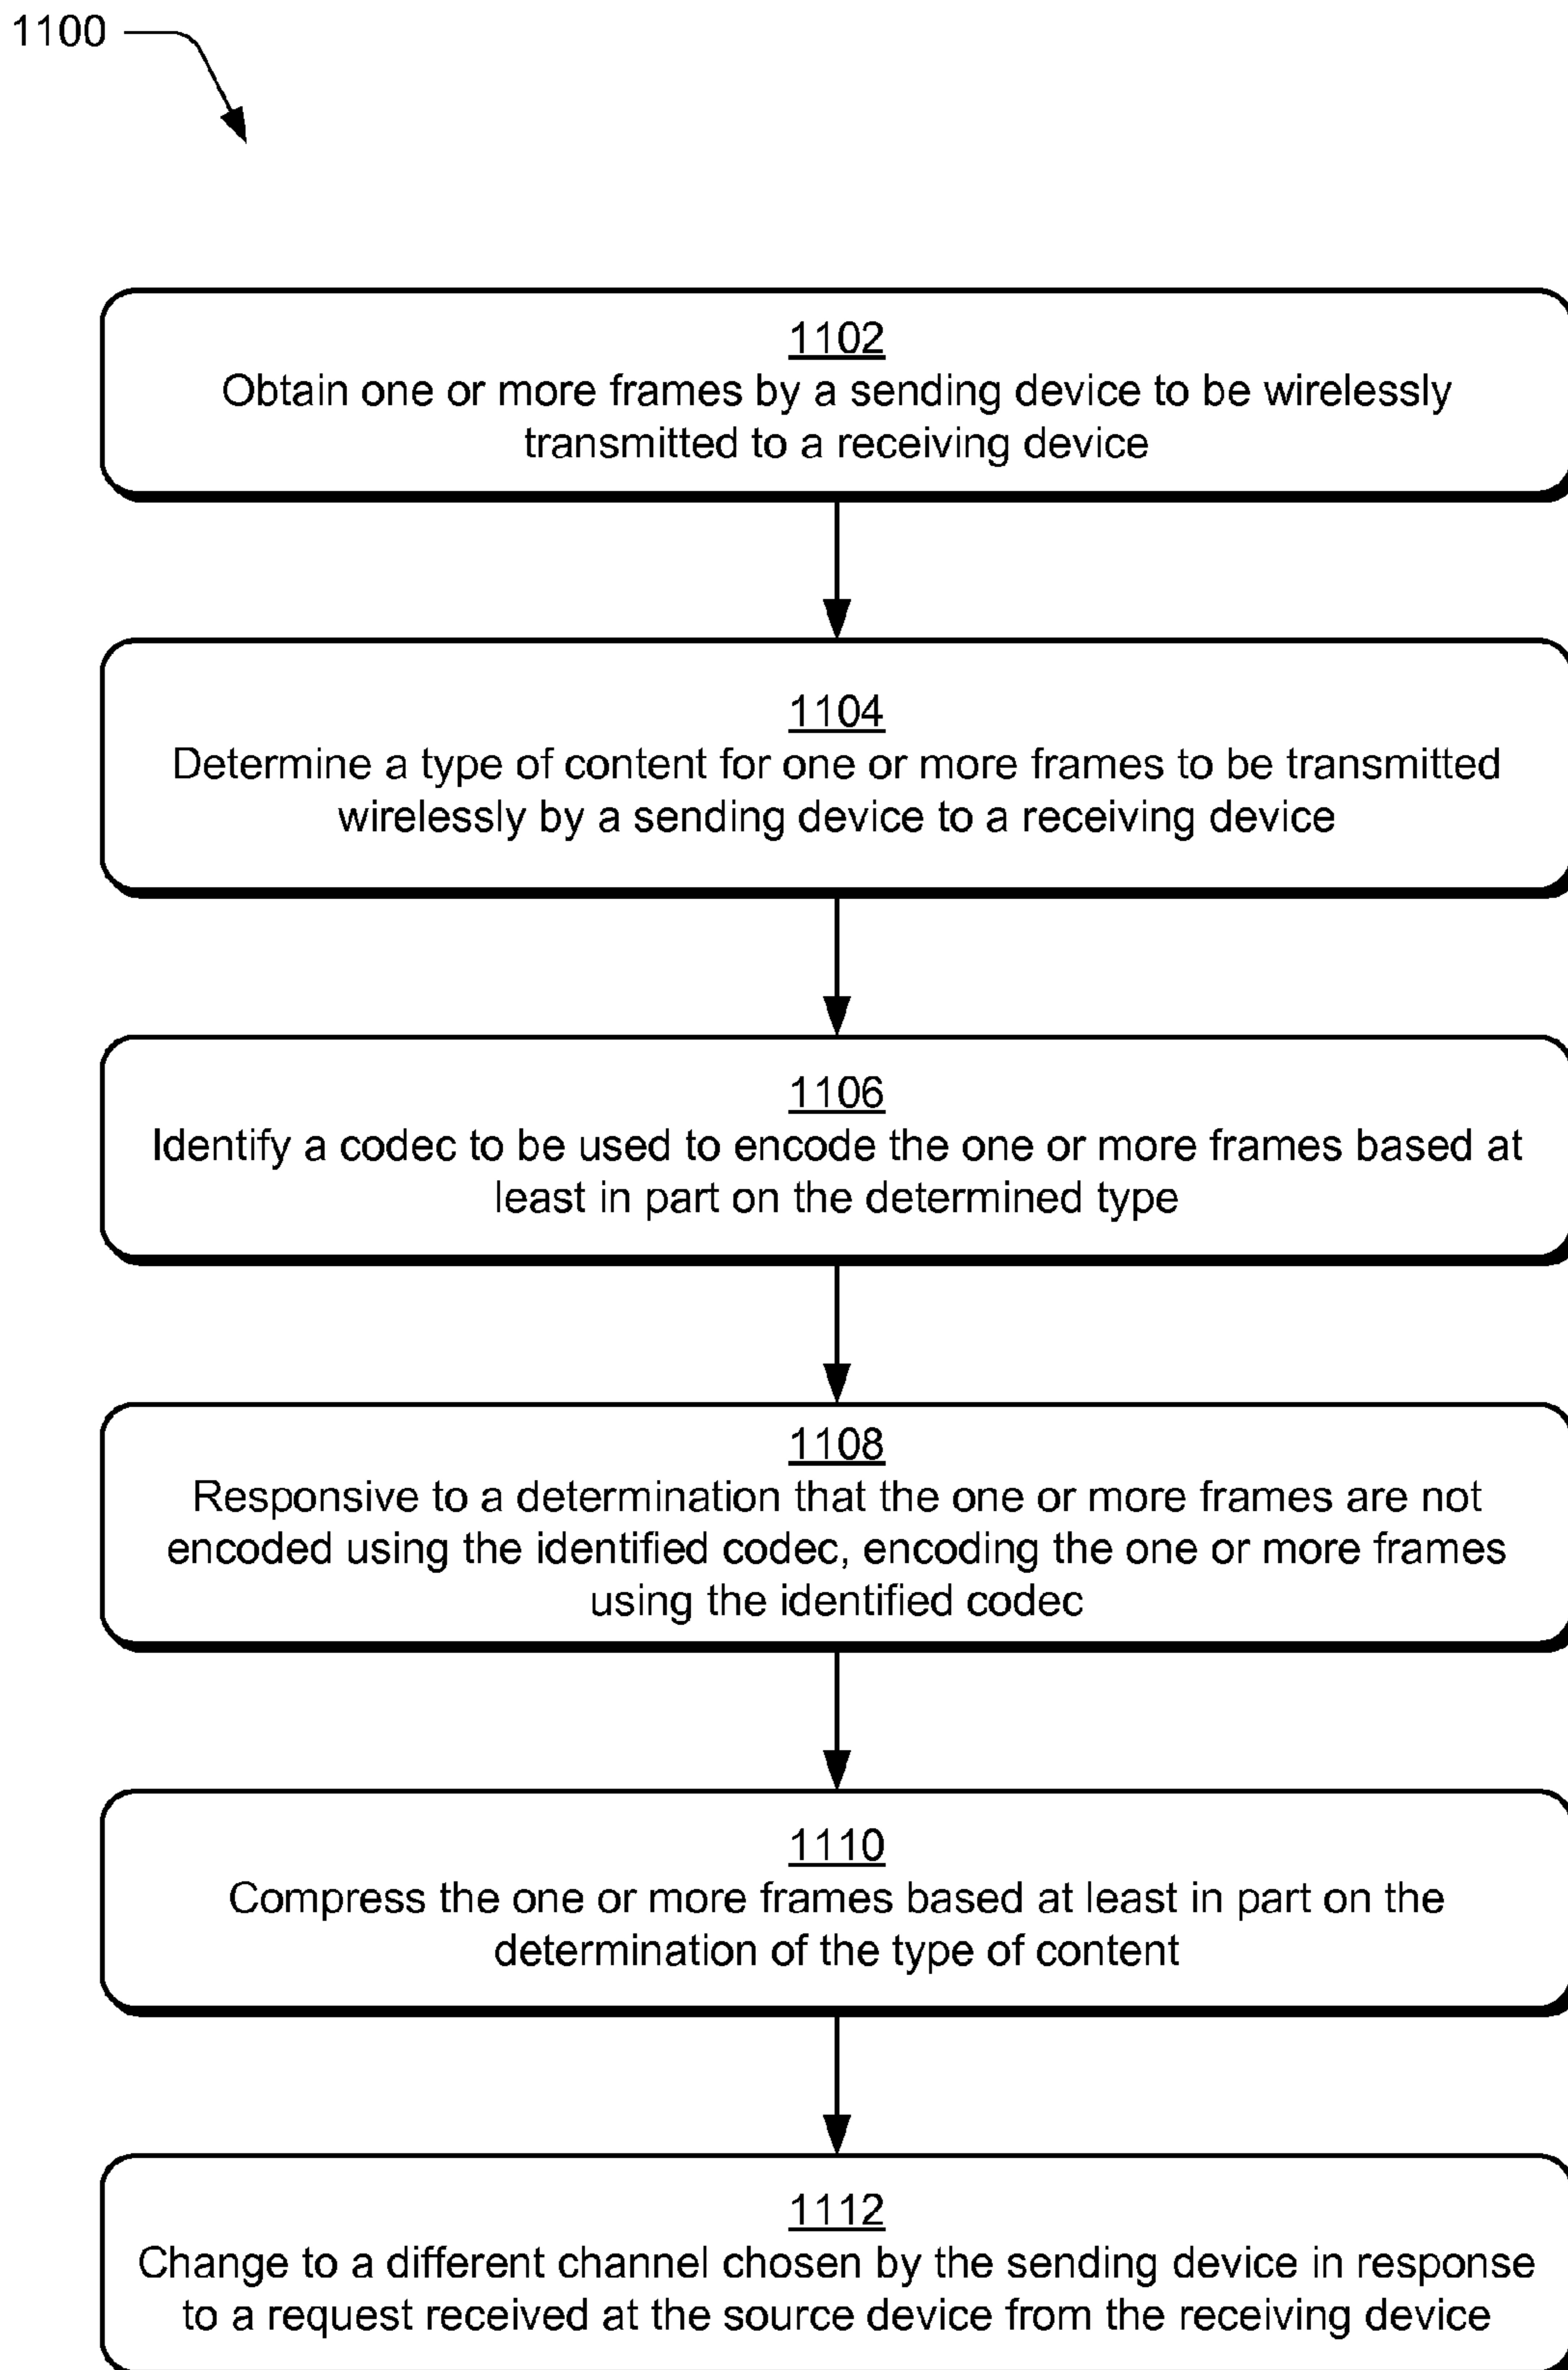 1100
1102
Obtain one or more frames by a sending device to be wirelessly
transmitted to a receiving device
1104
Determine a type of content for one or more frames to be transmitted
wirelessly by a sending device to a receiving device
1106
Identify a codec to be used to encode the one or more frames based at
least in part on the determined type
1108
Responsive to a determination that the one or more frames are not
encoded using the identified codec, encoding the one or more frames
using the identified codec
1110
Compress the one or more frames based at least in part on the
determination of the type of content
1112
Change to a different channel chosen by the sending device in response
to a request received at the source device from the receiving device